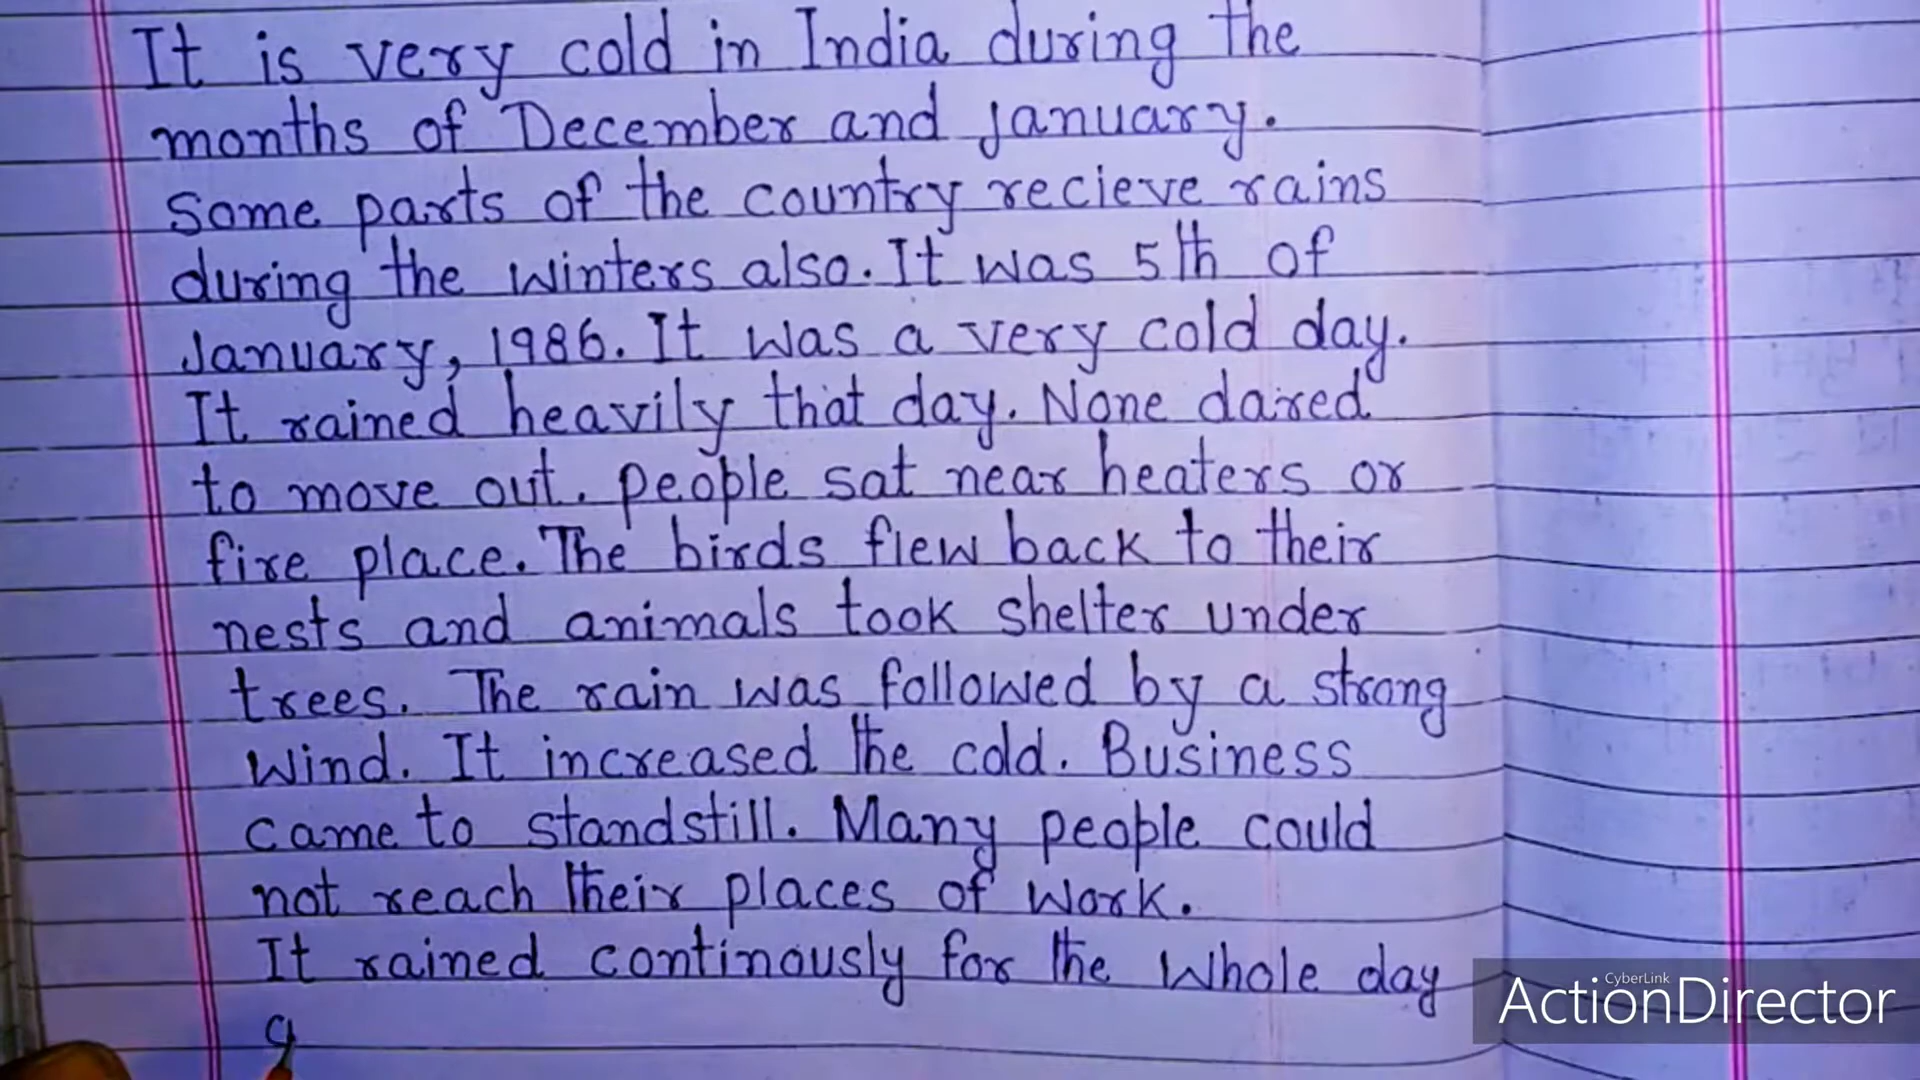 It is very cold in India during the
months of December and January.
Some parts of the country recieve rains
during the winters also. It was 5th of
January, 1986. It was a very cold day.
It rained heavily that day. None dared
to move out. people sat near heaters or
fire place. The birds flew back to their
nests and animals took shelter under
trees. The rain was followed by a strong
wind. It increased the cold. Business
came to standstill. Many people could
not reach their places of work.
It rained continously for the whole day
a
CyberLink
ActionDirector